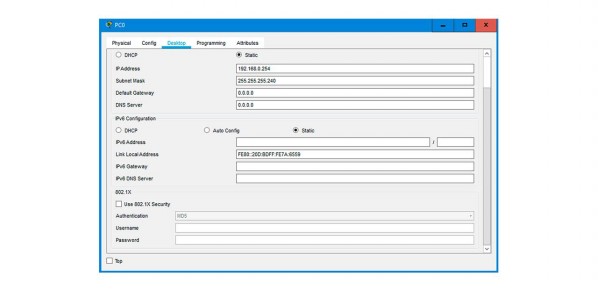 PC0
Physical Config Desktop Programming Attributes
DHCP Static
IP Address 192.168.0.254
Subnet Mask 255.255.255.240
Default Gateway 0.0.0.0
DNS Server 0.0.0.0
IPv6 Configuration
DHCP Auto Config Static
IPv6 Address /
Link Local Address FE80::20D:BDFF:FE7A:6559
IPv6 Gateway
IPv6 DNS Server
802.1X
Use 802.1X Security
Authentication MD5
Username
Password
Top